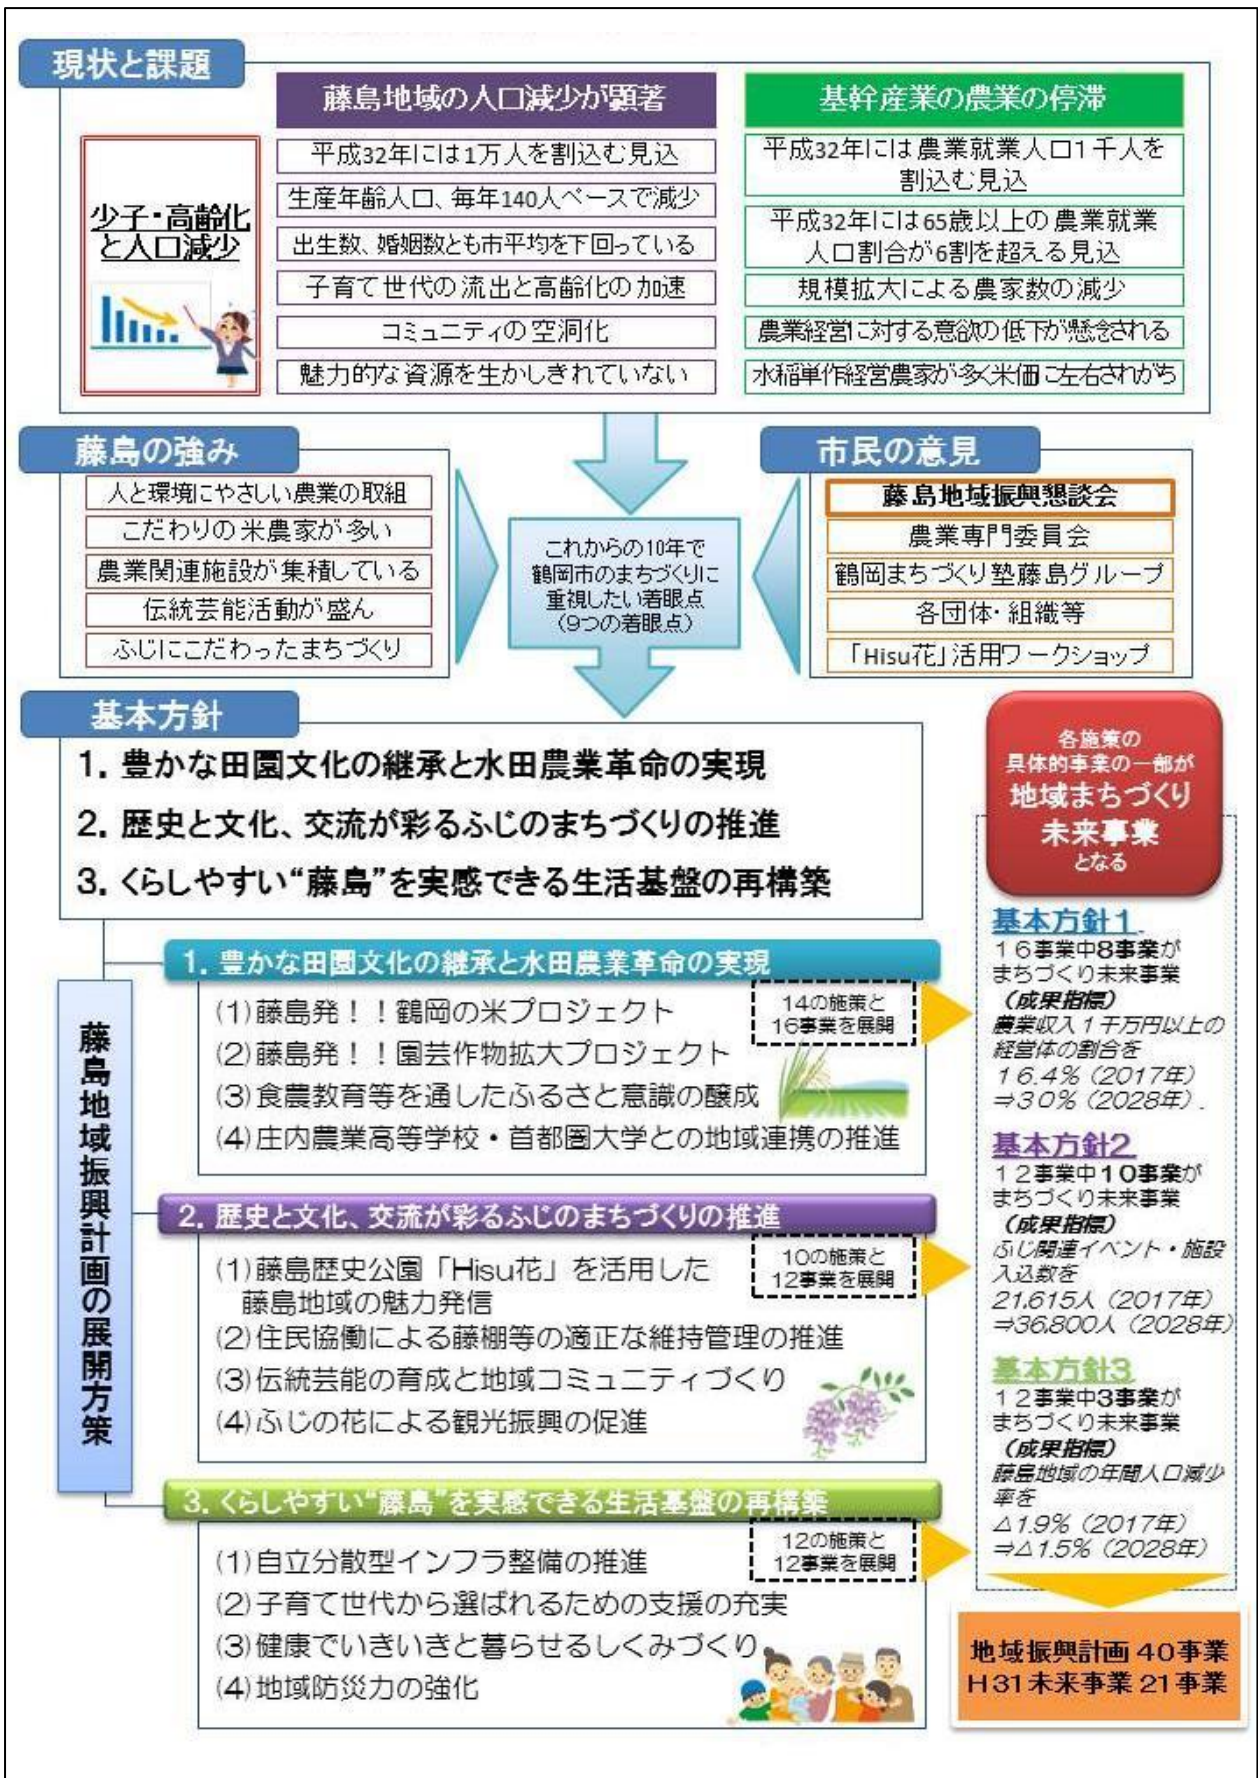 現状と課題
少子・高齢化
と人口減少
藤島地域の人口減少が顕著
平成32年には1万人を割込む見込
生産年齢人口、毎年140人ペースで減少
出生数、婚姻数とも市平均を下回っている
子育て世代の流出と高齢化の加速
コミュニティの空洞化
魅力的な資源を生かしきれていない
基幹産業の農業の停滞
平成32年には農業就業人口1千人を
割込む見込
平成32年には65歳以上の農業就業
人口割合が6割を超える見込
規模拡大による農家数の減少
農業経営に対する意欲の低下が懸念される
水稲単作経営農家が多く米価に左右されがち
藤島の強み
人と環境にやさしい農業の取組
こだわりの米農家が多い
農業関連施設が集積している
伝統芸能活動が盛ん
ふじにこだわったまちづくり
これからの10年で
鶴岡市のまちづくりに
重視したい着眼点
(9つの着眼点)
市民の意見
藤島地域振興懇談会
農業専門委員会
鶴岡まちづくり塾藤島グループ
各団体・組織等
「Hisu花」活用ワークショップ
基本方針
1. 豊かな田園文化の継承と水田農業革命の実現
2. 歴史と文化、交流が彩るふじのまちづくりの推進
3. くらしやすい“藤島”を実感できる生活基盤の再構築
藤島地域振興計画の展開方策
1. 豊かな田園文化の継承と水田農業革命の実現
14の施策と
16事業を展開
(1)藤島発！！鶴岡の米プロジェクト
(2)藤島発！！園芸作物拡大プロジェクト
(3)食農教育等を通したふるさと意識の醸成
(4)庄内農業高等学校・首都圏大学との地域連携の推進
2. 歴史と文化、交流が彩るふじのまちづくりの推進
10の施策と
12事業を展開
(1)藤島歴史公園「Hisu花」を活用した
藤島地域の魅力発信
(2)住民協働による藤棚等の適正な維持管理の推進
(3)伝統芸能の育成と地域コミュニティづくり
(4)ふじの花による観光振興の促進
3. くらしやすい“藤島”を実感できる生活基盤の再構築
12の施策と
12事業を展開
(1)自立分散型インフラ整備の推進
(2)子育て世代から選ばれるための支援の充実
(3)健康でいきいきと暮らせるしくみづくり
(4)地域防災力の強化
各施策の
具体的事業の一部が
地域まちづくり
未来事業
となる
基本方針1
16事業中8事業が
まちづくり未来事業
(成果指標)
農業収入1千万円以上の
経営体の割合を
16.4%(2017年)
⇒30%(2028年).
基本方針2
12事業中10事業が
まちづくり未来事業
(成果指標)
ふじ関連イベント・施設
入込数を
21,615人(2017年)
⇒36,800人(2028年)
基本方針3
12事業中3事業が
まちづくり未来事業
(成果指標)
藤島地域の年間人口減少
率を
△1.9%(2017年)
⇒△1.5%(2028年)
地域振興計画 40事業
H31未来事業 21事業